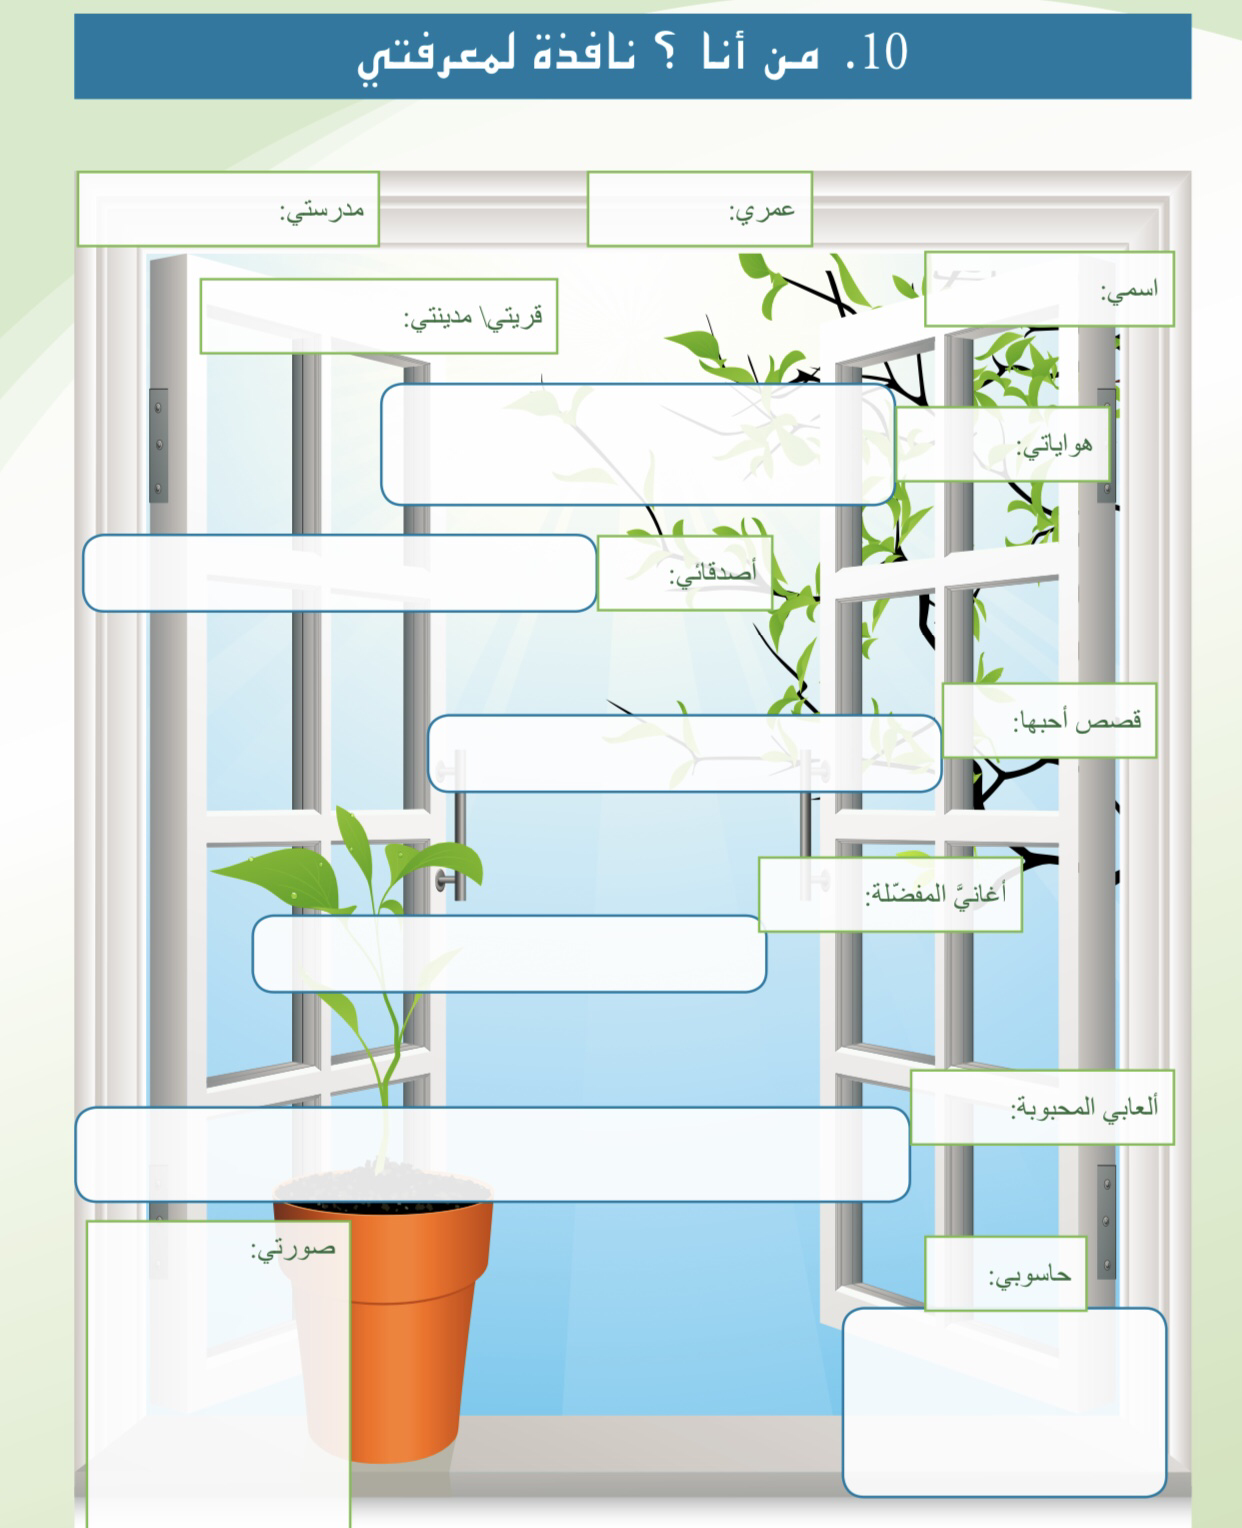 10. من أنا ؟ نافذة لمعرفتي
مدرستي:
عمري:
اسمي:
قريتي\ مدينتي:
هواياتي:
أصدقائي:
قصص أحبها:
أغانيَّ المفضّلة:
ألعابي المحبوبة:
صورتي:
حاسوبي: